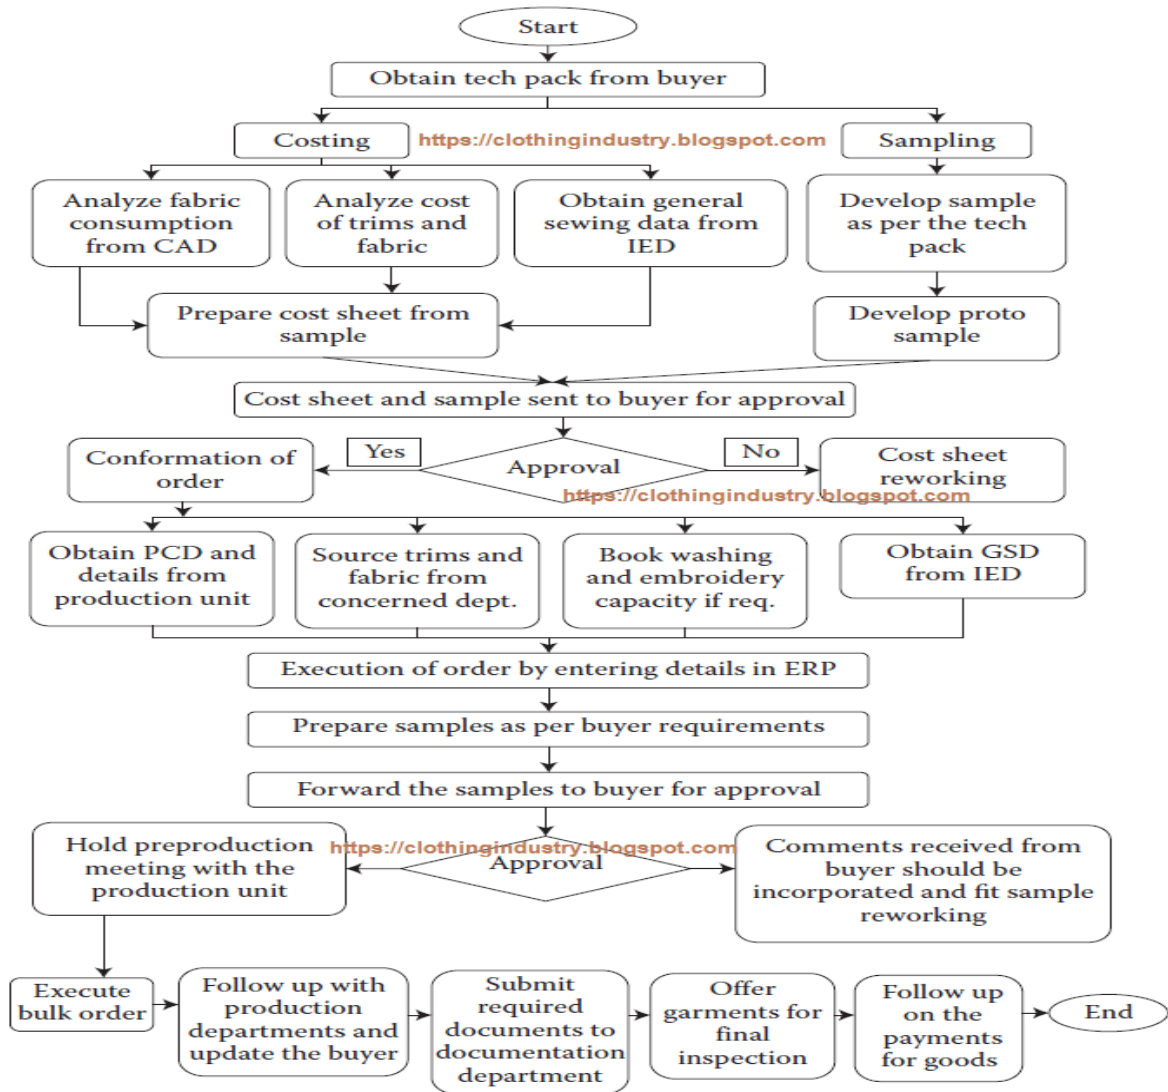 Start
Obtain tech pack from buyer
Costing
https://clothingindustry.blogspot.com
Sampling
Analyze fabric
consumption
from CAD
Analyze cost
of trims and
fabric
Obtain general
sewing data from
IED
Develop sample
as per the tech
pack
Prepare cost sheet from
sample
Develop proto
sample
Cost sheet and sample sent to buyer for approval
Conformation of
order
Yes
Approval
No
Cost sheet
reworking
https://clothingindustry.blogspot.com
Obtain PCD and
details from
production unit
Source trims and
fabric from
concerned dept.
Book washing
and embroidery
capacity if req.
Obtain GSD
from IED
Execution of order by entering details in ERP
Prepare samples as per buyer requirements
Forward the samples to buyer for approval
Hold preproduction
meeting with the
production unit
https://clothingindustry.blogspot.com
Approval
Comments received from
buyer should be
incorporated and fit sample
reworking
Execute
bulk order
Follow up with
production
departments and
update the buyer
Submit
required
documents to
documentation
department
Offer
garments for
final
inspection
Follow up
on the
payments
for goods
End